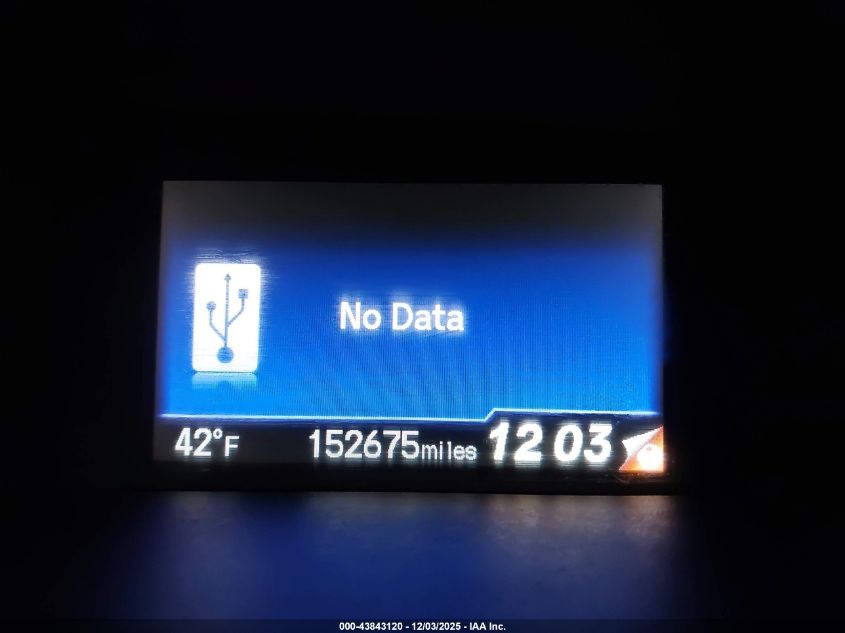 No Data
42°F 152675miles 12 03
000-43843120 - 12/03/2025 - IAA Inc.